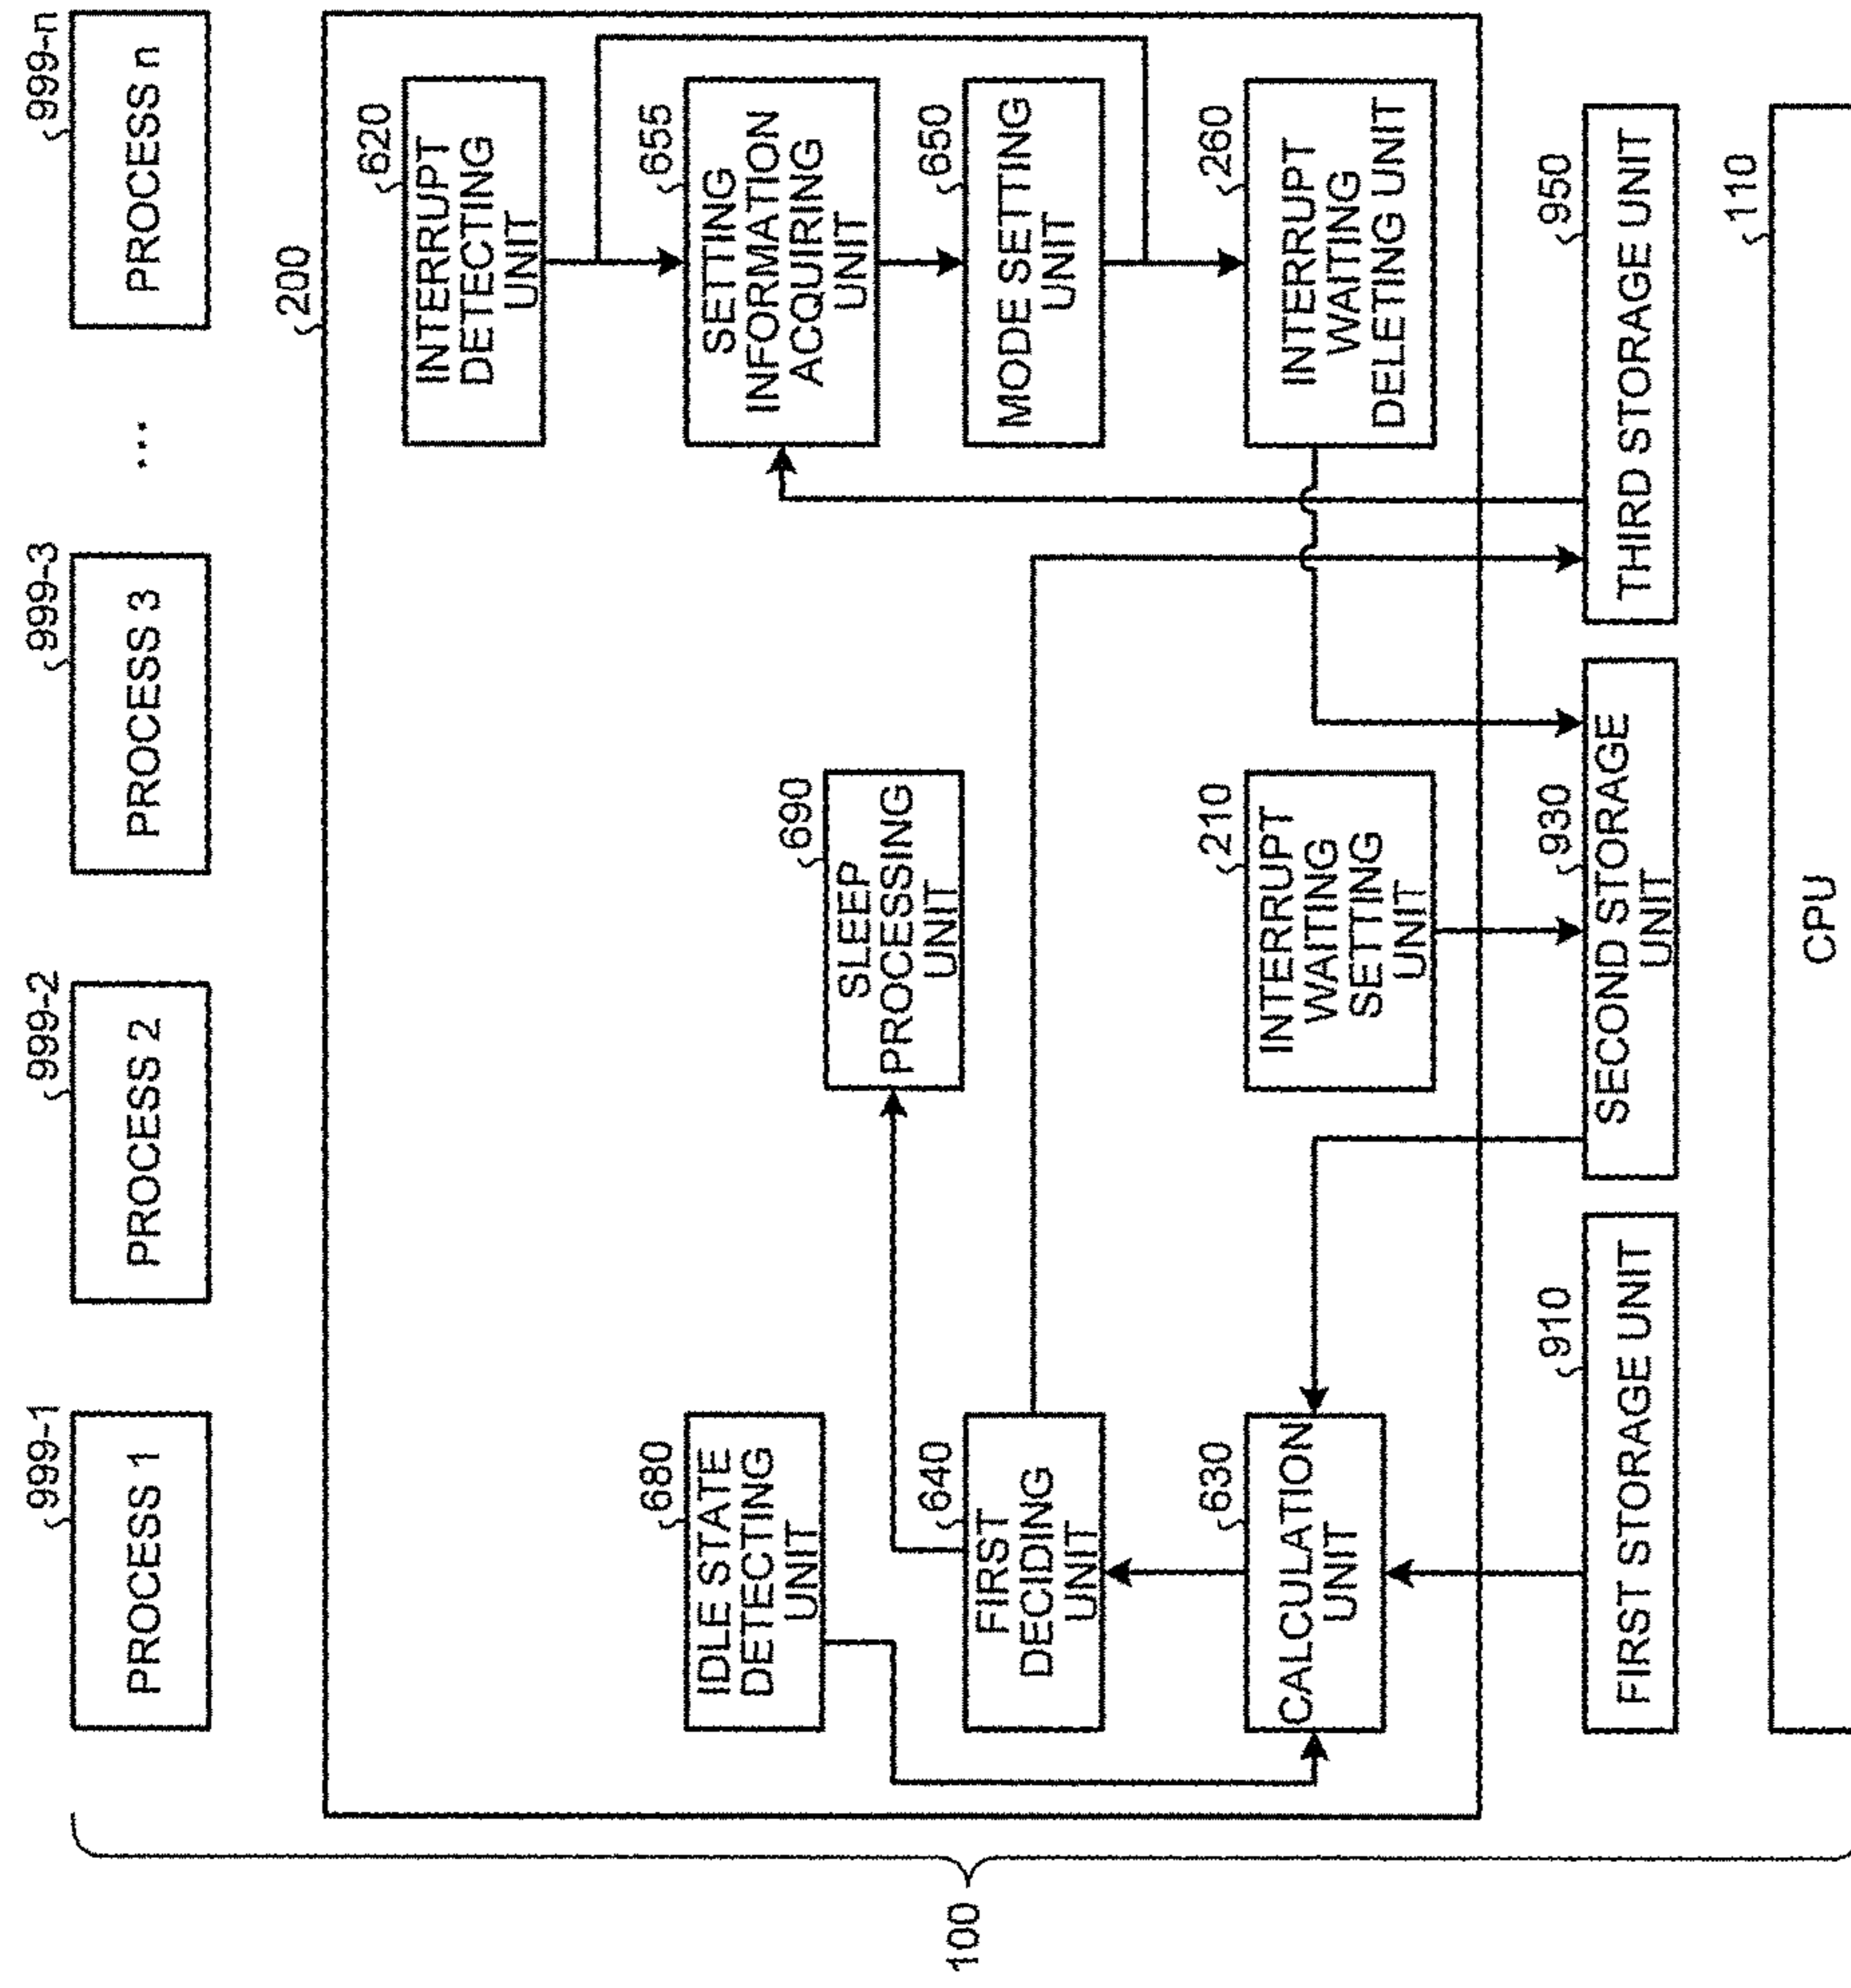 999-1
999-2
999-3
999-n
PROCESS 1
PROCESS 2
PROCESS 3
...
PROCESS n
200
620
INTERRUPT
DETECTING
UNIT
680
IDLE STATE
DETECTING
UNIT
690
SLEEP
PROCESSING
UNIT
655
SETTING
INFORMATION
ACQUIRING
UNIT
100
640
FIRST
DECIDING
UNIT
650
MODE SETTING
UNIT
630
CALCULATION
UNIT
210
INTERRUPT
WAITING
SETTING
UNIT
260
INTERRUPT
WAITING
DELETING UNIT
910
FIRST STORAGE UNIT
930
SECOND STORAGE
UNIT
950
THIRD STORAGE UNIT
110
CPU